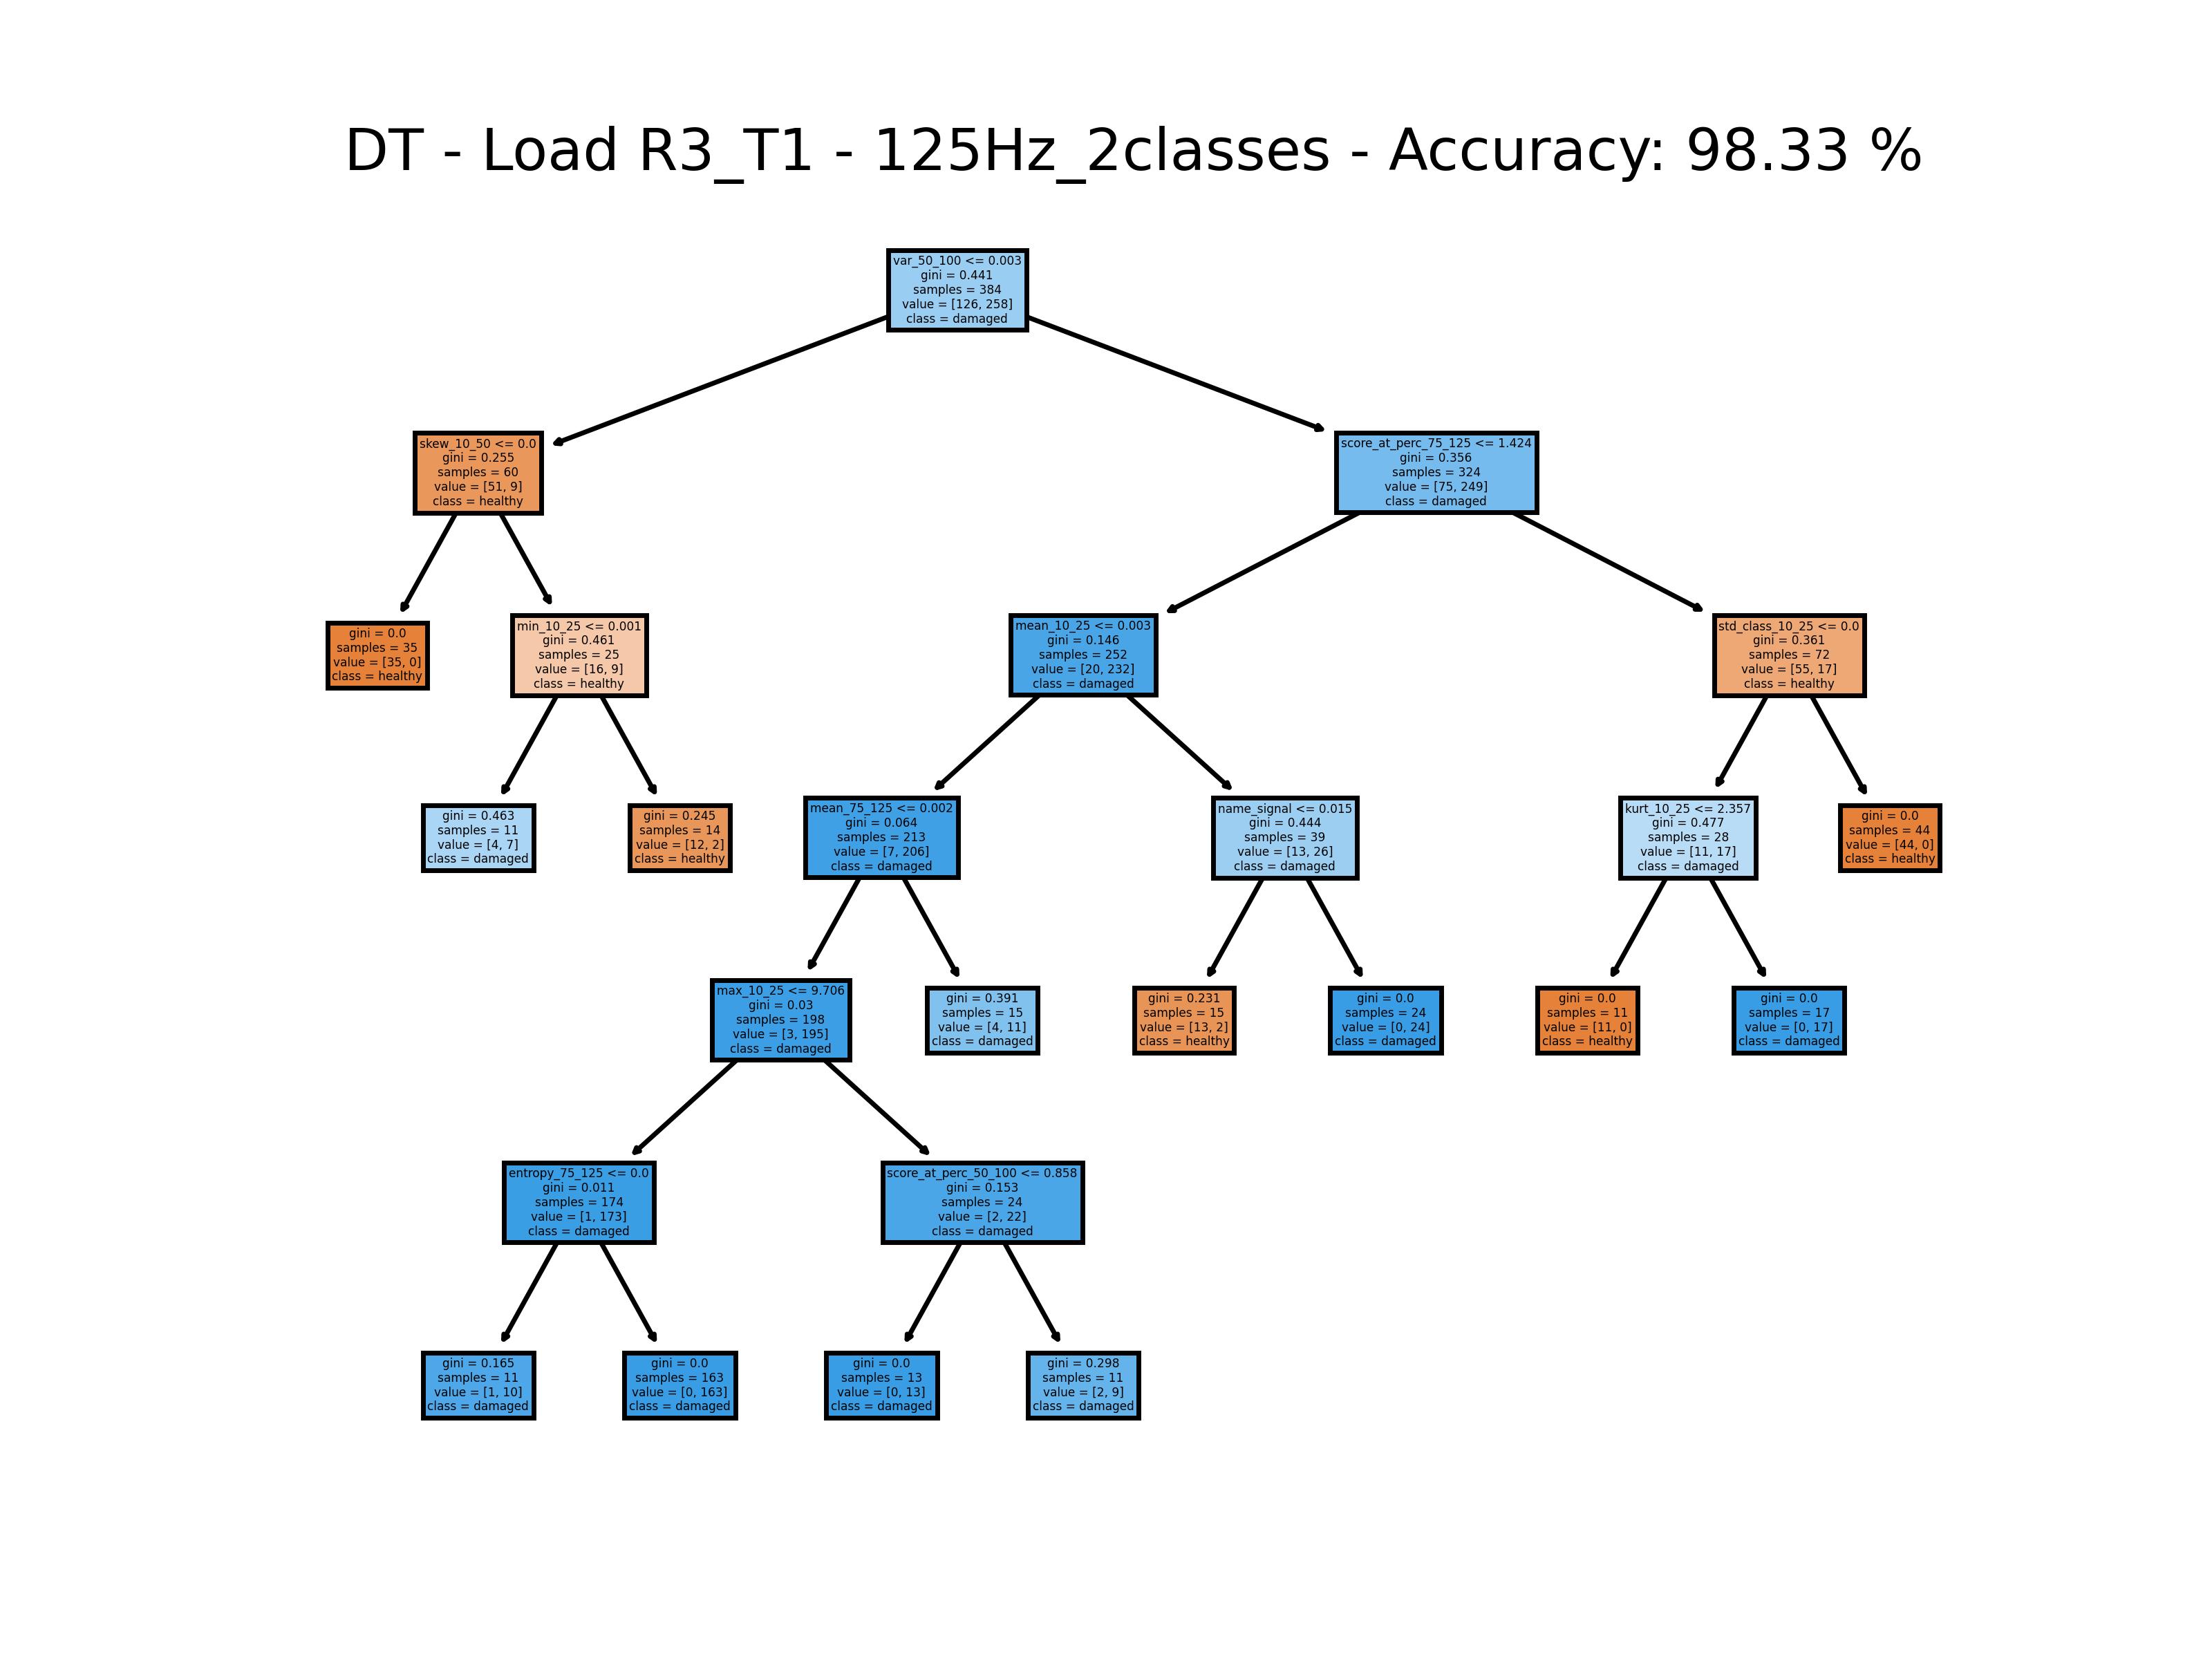 DT - Load R3_T1 - 125Hz_2classes - Accuracy: 98.33 %
var_50_100 <= 0.003
gini = 0.441
samples = 384
value = [126, 258]
class = damaged
skew_10_50 <= 0.0
gini = 0.255
samples = 60
value = [51, 9]
class = healthy
score_at_perc_75_125 <= 1.424
gini = 0.356
samples = 324
value = [75, 249]
class = damaged
gini = 0.0
samples = 35
value = [35, 0]
class = healthy
min_10_25 <= 0.001
gini = 0.461
samples = 25
value = [16, 9]
class = healthy
mean_10_25 <= 0.003
gini = 0.146
samples = 252
value = [20, 232]
class = damaged
std_class_10_25 <= 0.0
gini = 0.361
samples = 72
value = [55, 17]
class = healthy
gini = 0.463
samples = 11
value = [4, 7]
class = damaged
gini = 0.245
samples = 14
value = [12, 2]
class = healthy
mean_75_125 <= 0.002
gini = 0.064
samples = 213
value = [7, 206]
class = damaged
name_signal <= 0.015
gini = 0.444
samples = 39
value = [13, 26]
class = damaged
kurt_10_25 <= 2.357
gini = 0.477
samples = 28
value = [11, 17]
class = damaged
gini = 0.0
samples = 44
value = [44, 0]
class = healthy
max_10_25 <= 9.706
gini = 0.03
samples = 198
value = [3, 195]
class = damaged
gini = 0.391
samples = 15
value = [4, 11]
class = damaged
gini = 0.231
samples = 15
value = [13, 2]
class = healthy
gini = 0.0
samples = 24
value = [0, 24]
class = damaged
gini = 0.0
samples = 11
value = [11, 0]
class = healthy
gini = 0.0
samples = 17
value = [0, 17]
class = damaged
entropy_75_125 <= 0.0
gini = 0.011
samples = 174
value = [1, 173]
class = damaged
score_at_perc_50_100 <= 0.858
gini = 0.153
samples = 24
value = [2, 22]
class = damaged
gini = 0.165
samples = 11
value = [1, 10]
class = damaged
gini = 0.0
samples = 163
value = [0, 163]
class = damaged
gini = 0.0
samples = 13
value = [0, 13]
class = damaged
gini = 0.298
samples = 11
value = [2, 9]
class = damaged